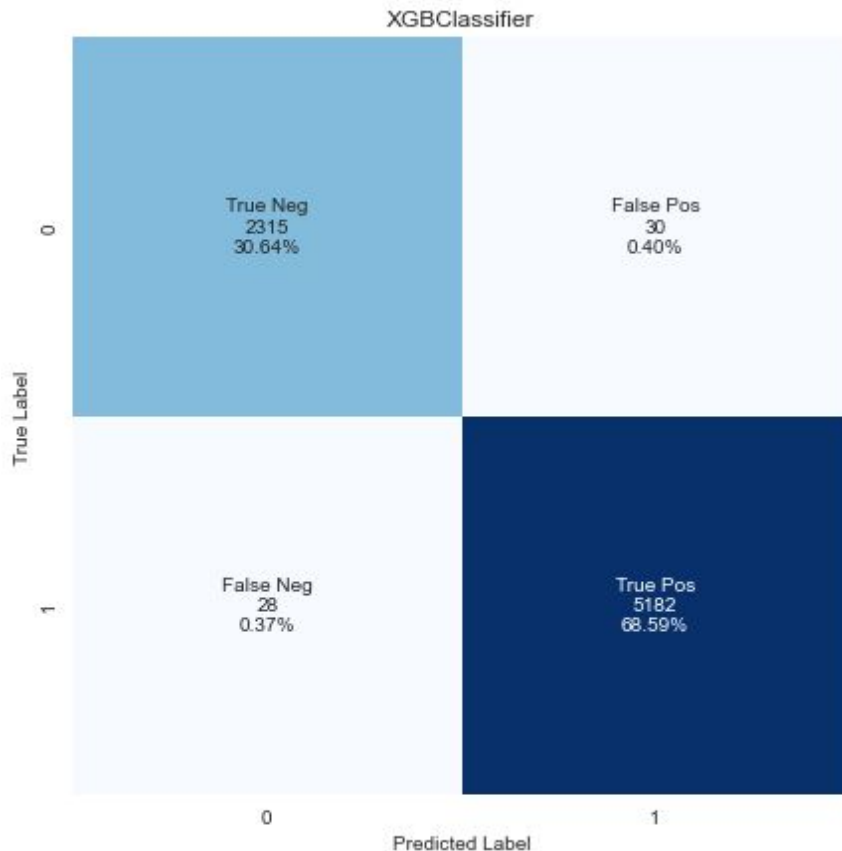 XGBClassifier
True Neg
2315
30.64%
False Pos
30
0.40%
0
True Label
False Neg
28
0.37%
True Pos
5182
68.59%
1
0
1
Predicted Label